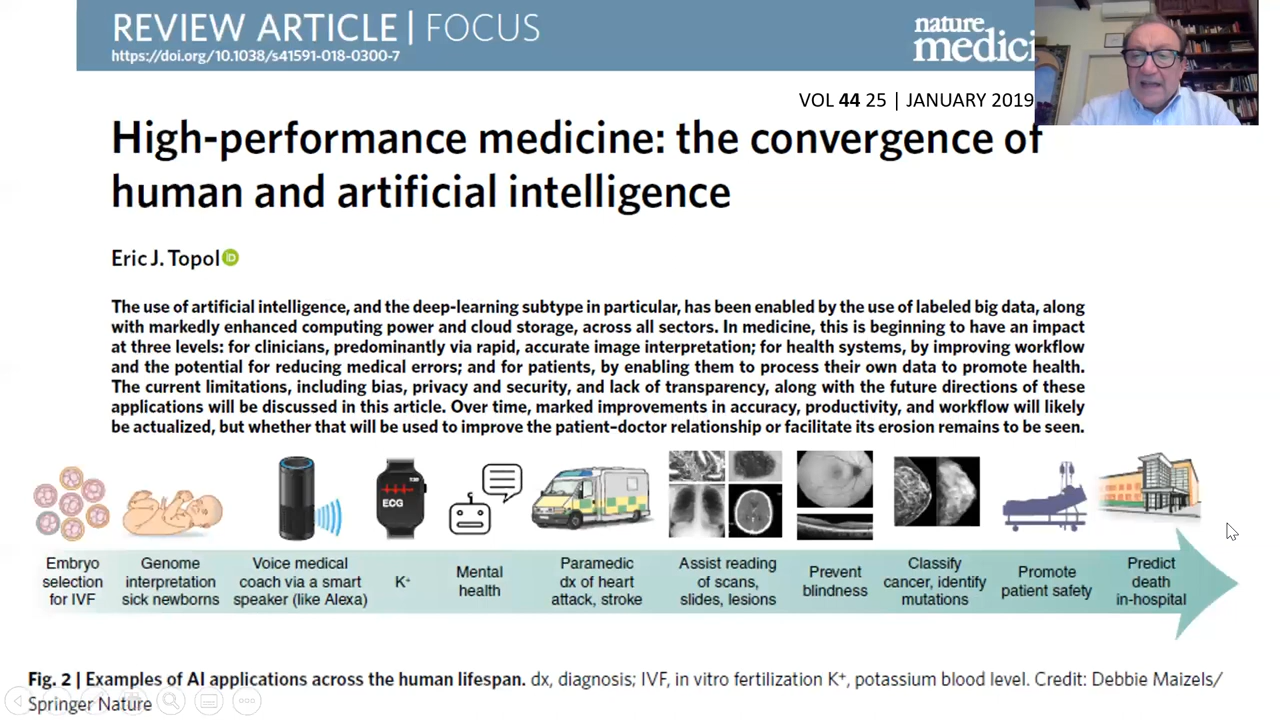 REVIEW ARTICLE | FOCUS
https://doi.org/10.1038/s41591-018-0300-7
nature
medici
VOL 44 25 | JANUARY 2019
High-performance medicine: the convergence of
human and artificial intelligence
Eric J. Topol iD
The use of artificial intelligence, and the deep-learning subtype in particular, has been enabled by the use of labeled big data, along
with markedly enhanced computing power and cloud storage, across all sectors. In medicine, this is beginning to have an impact
at three levels: for clinicians, predominantly via rapid, accurate image interpretation; for health systems, by improving workflow
and the potential for reducing medical errors; and for patients, by enabling them to process their own data to promote health.
The current limitations, including bias, privacy and security, and lack of transparency, along with the future directions of these
applications will be discussed in this article. Over time, marked improvements in accuracy, productivity, and workflow will likely
be actualized, but whether that will be used to improve the patient–doctor relationship or facilitate its erosion remains to be seen.
ECG
Embryo
selection
for IVF
Genome
interpretation
sick newborns
Voice medical
coach via a smart
speaker (like Alexa)
K⁺
Mental
health
Paramedic
dx of heart
attack, stroke
Assist reading
of scans,
slides, lesions
Prevent
blindness
Classify
cancer, identify
mutations
Promote
patient safety
Predict
death
in-hospital
Fig. 2 | Examples of AI applications across the human lifespan. dx, diagnosis; IVF, in vitro fertilization K⁺, potassium blood level. Credit: Debbie Maizels/
Springer Nature